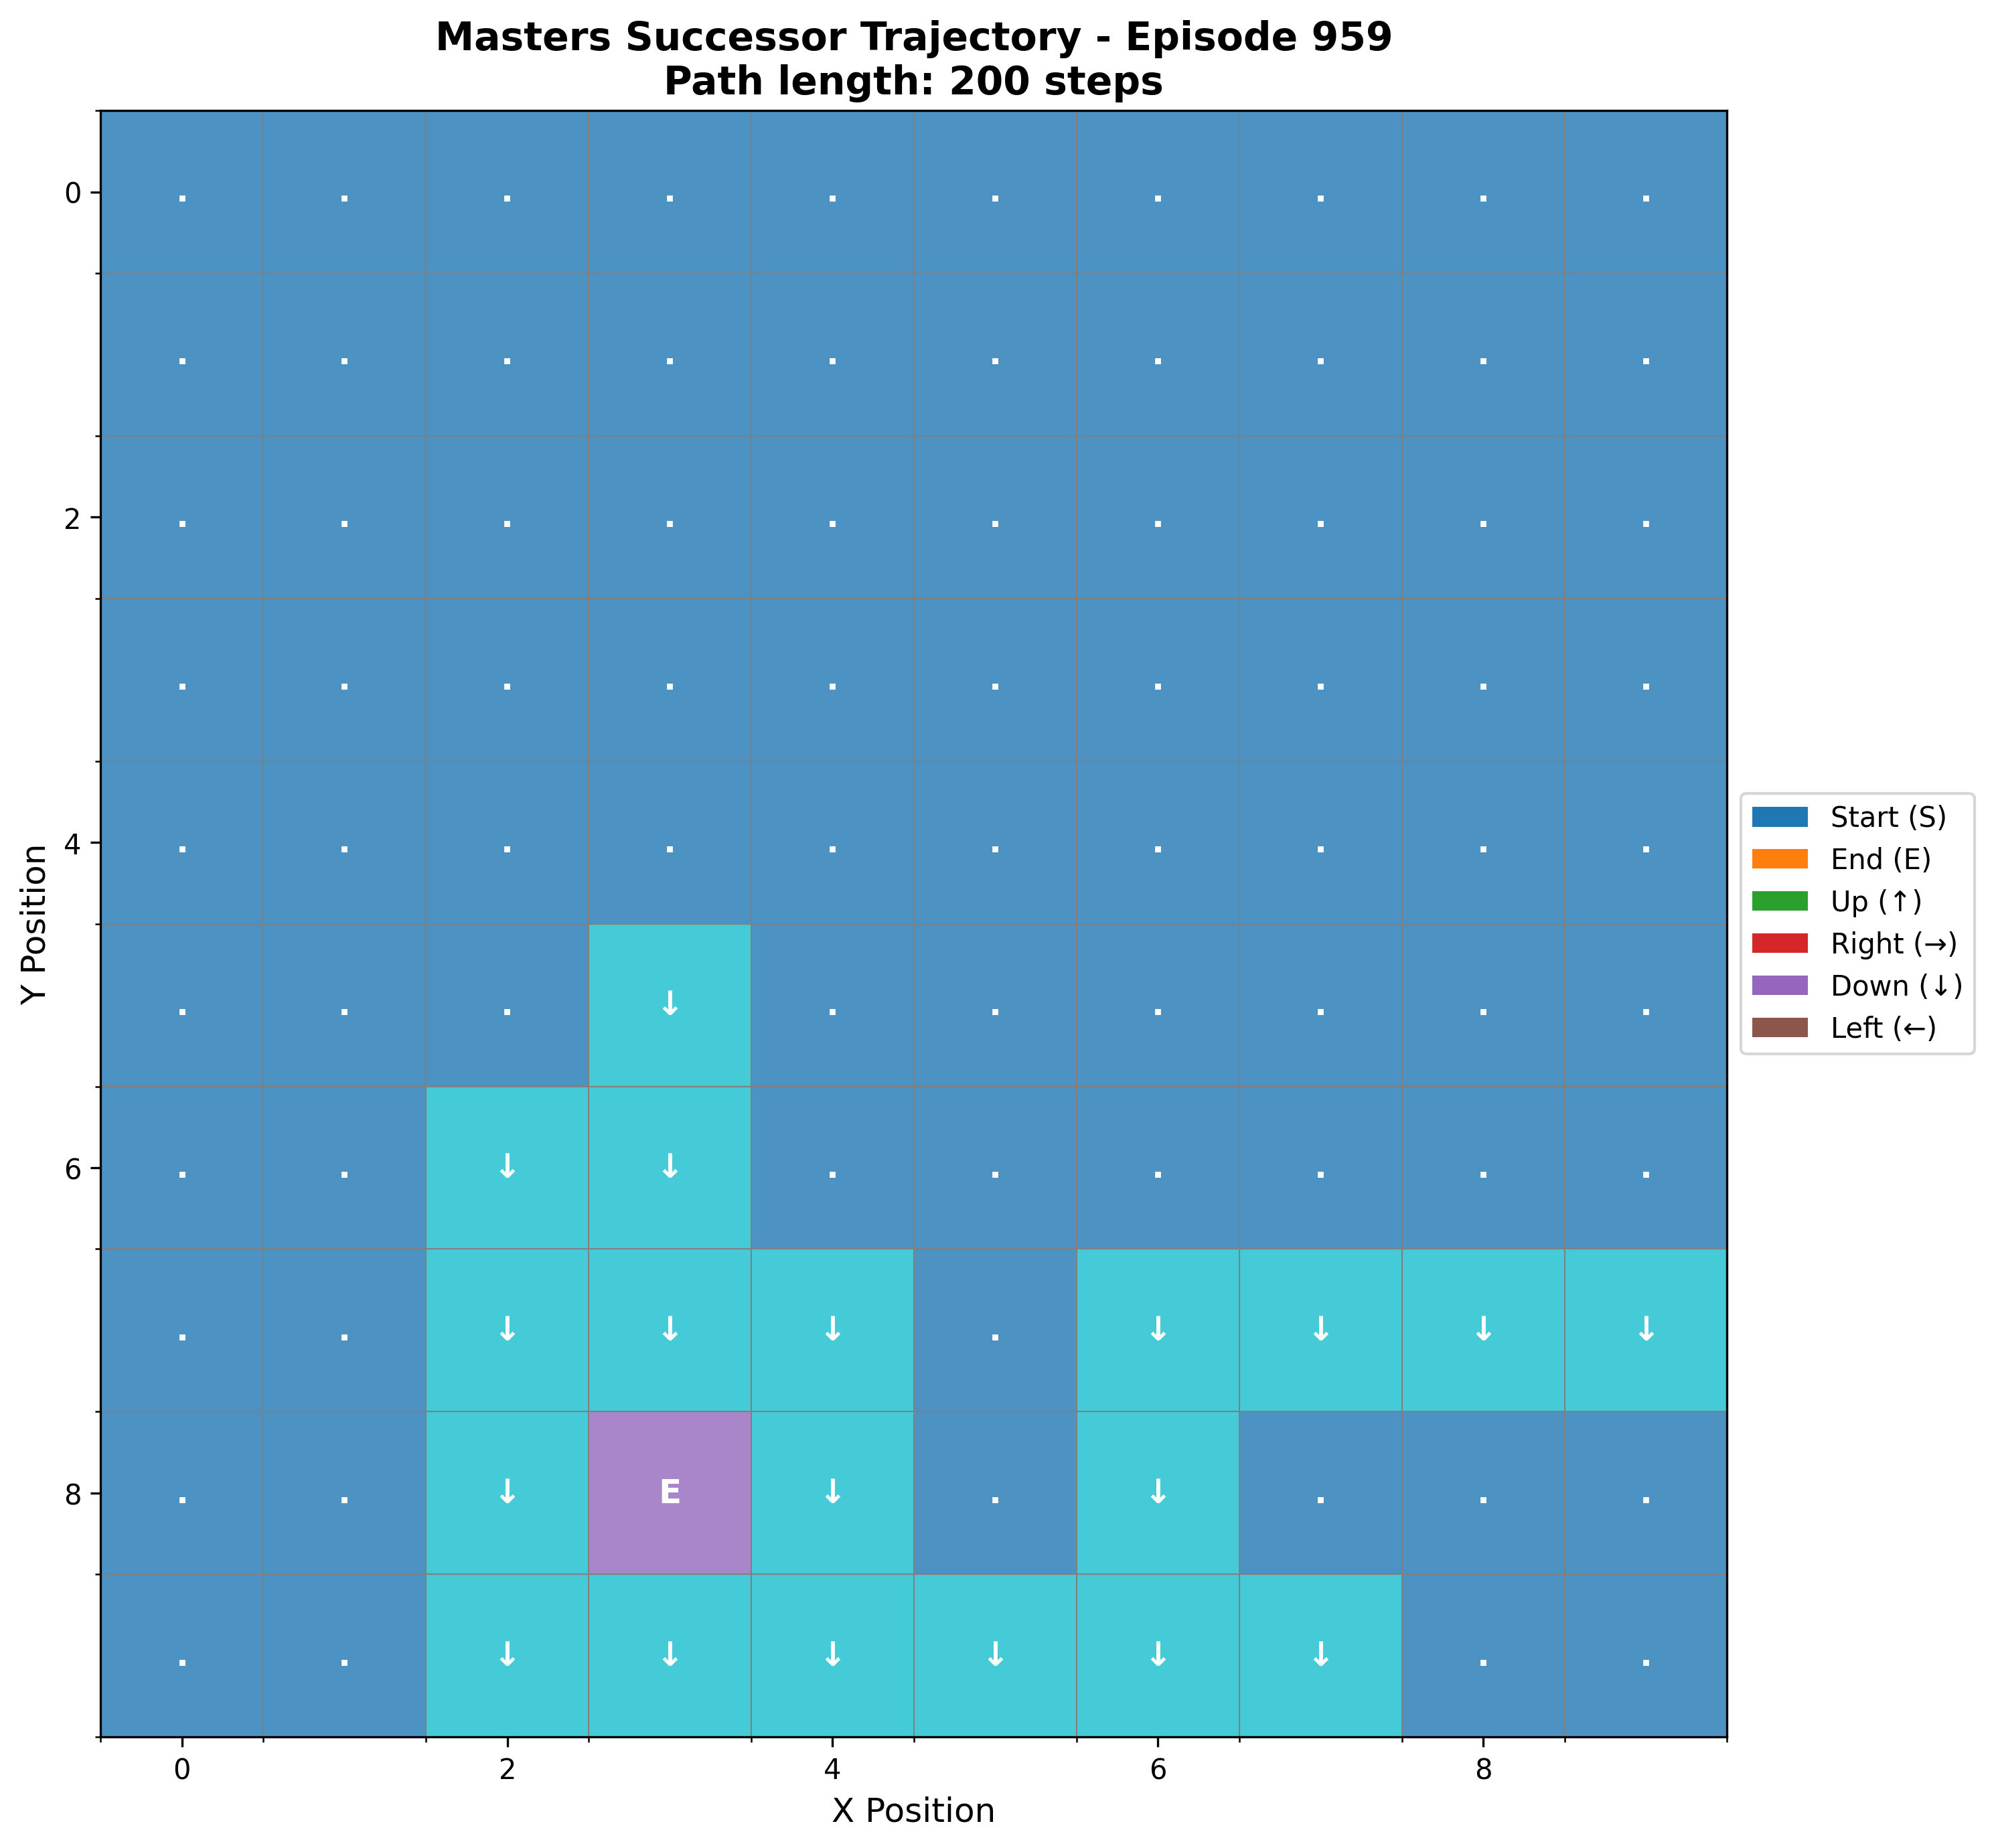 Masters Successor Trajectory - Episode 959
Path length: 200 steps
0 . . . . . . . . . .
. . . . . . . . . .
2 . . . . . . . . . .
. . . . . . . . . .
4 . . . . . . . . . .
. . . ↓ . . . . . .
6 . . ↓ ↓ . . . . . .
. . ↓ ↓ ↓ . ↓ ↓ ↓ ↓
8 . . ↓ E ↓ . ↓ . . .
. . ↓ ↓ ↓ ↓ ↓ ↓ . .
0 2 4 6 8
X Position
Y Position
Start (S)
End (E)
Up (↑)
Right (→)
Down (↓)
Left (←)